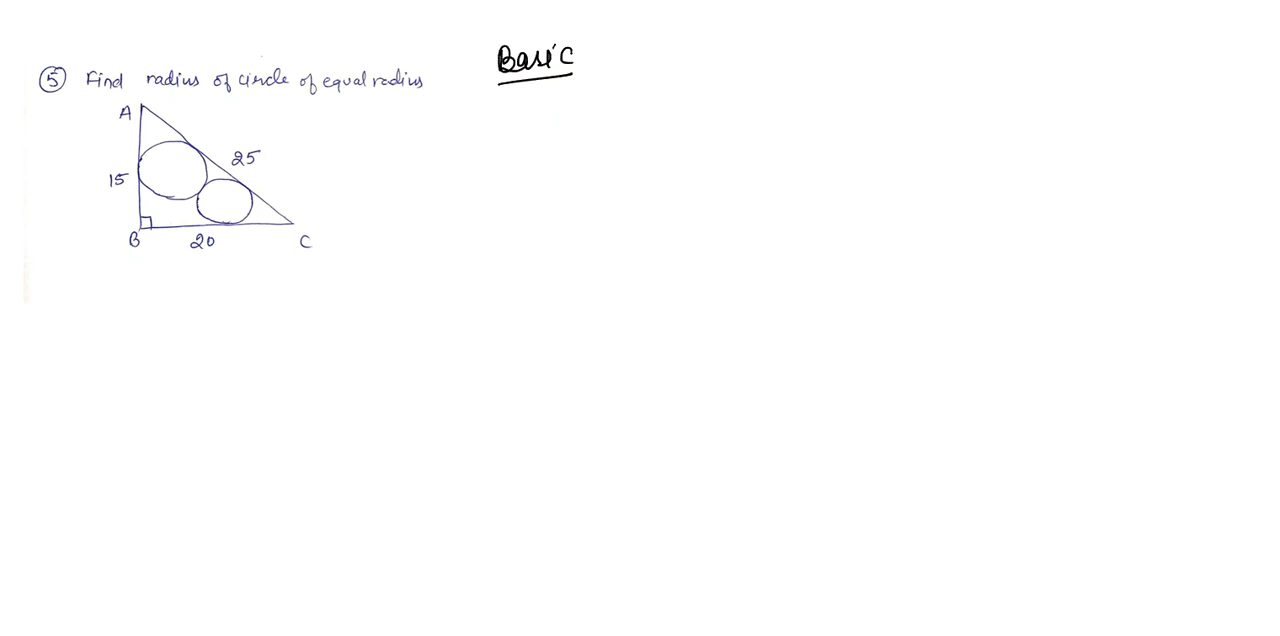 Basic
⑤ Find radius of circle of equal radius
A
25
15
B
20
C